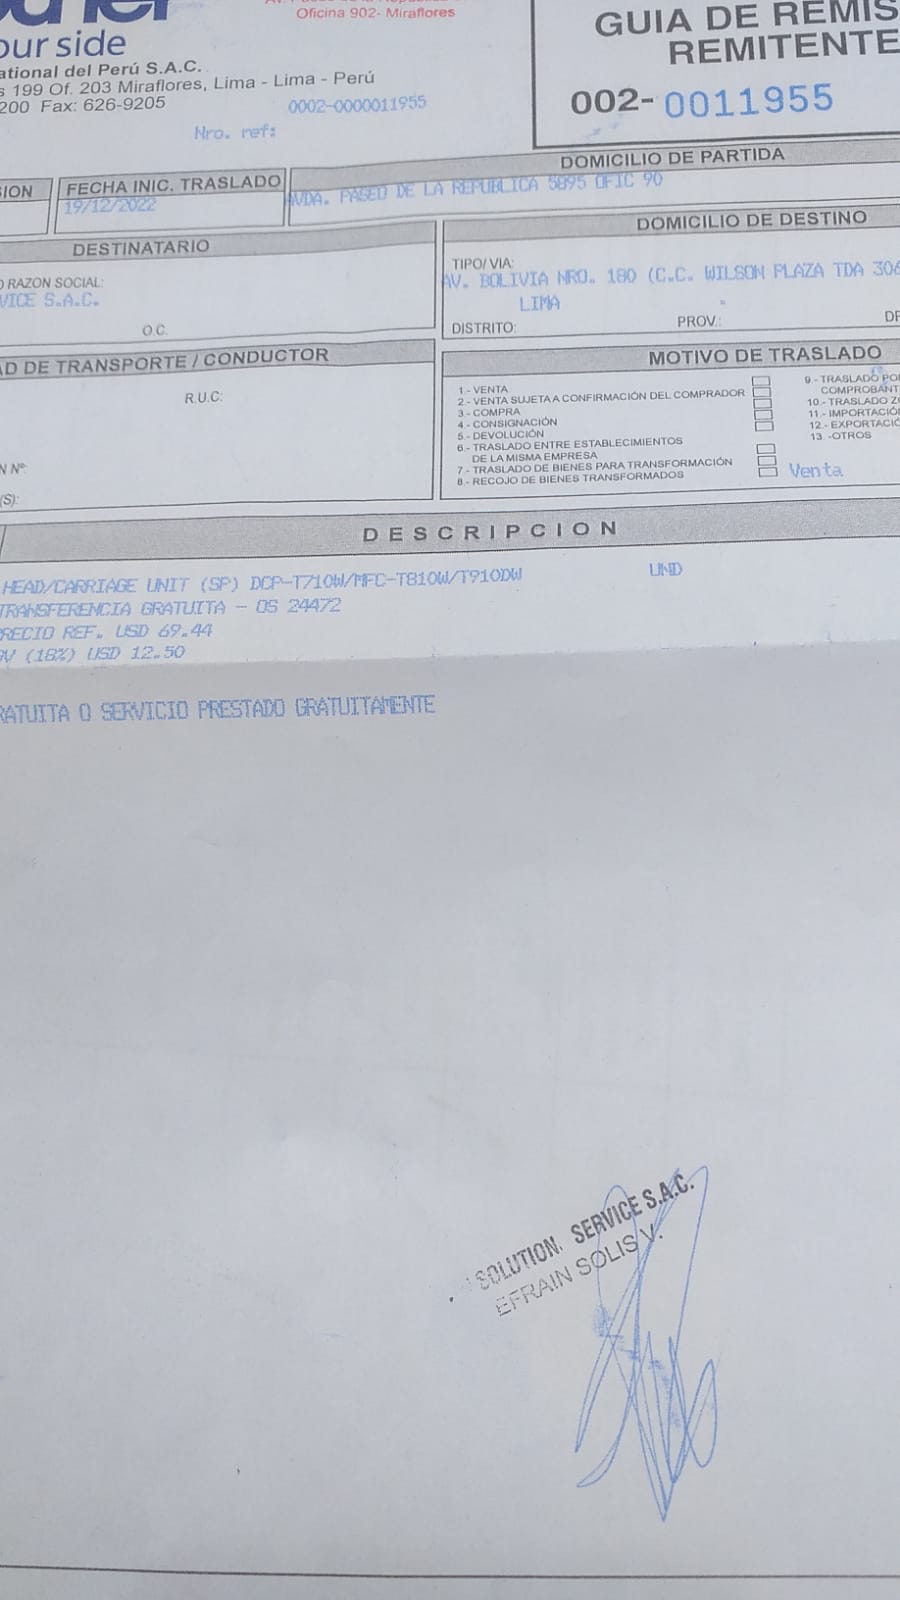 Oficina 902- Miraflores
our side
ational del Perú S.A.C.
s 199 Of. 203 Miraflores, Lima - Lima - Perú
200 Fax: 626-9205
0002-0000011955
Nro. ref:
GUIA DE REMIS
REMITENTE
002- 0011955
SION
FECHA INIC. TRASLADO
19/12/2022
DOMICILIO DE PARTIDA
AVDA. PASEO DE LA REPUBLICA 5895 OFIC 90
DESTINATARIO
O RAZON SOCIAL:
VICE S.A.C.
O.C.
DOMICILIO DE DESTINO
TIPO/ VIA:
AV. BOLIVIA NRO. 180 (C.C. WILSON PLAZA TDA 306
LIMA
DISTRITO:
PROV.:
AD DE TRANSPORTE / CONDUCTOR
R.U.C:
N Nº:
(S):
MOTIVO DE TRASLADO
1.- VENTA
2.- VENTA SUJETA A CONFIRMACIÓN DEL COMPRADOR
3.- COMPRA
4.- CONSIGNACIÓN
5.- DEVOLUCIÓN
6.- TRASLADO ENTRE ESTABLECIMIENTOS
DE LA MISMA EMPRESA
7.- TRASLADO DE BIENES PARA TRANSFORMACIÓN
8.- RECOJO DE BIENES TRANSFORMADOS
9.- TRASLADO PO
COMPROBANT
10.- TRASLADO Z
11.- IMPORTACIÓ
12.- EXPORTACIÓ
13. -OTROS
Venta
DESCRIPCION
HEAD/CARRIAGE UNIT (SP) DCP-T710W/MFC-T810W/T910DW UND
TRANSFERENCIA GRATUITA - OS 24472
PRECIO REF. USD 69.44
GV (18%) USD 12.50
RATUITA O SERVICIO PRESTADO GRATUITAMENTE
SOLUTION. SERVICE S.A.C.
EFRAIN SOLIS V.